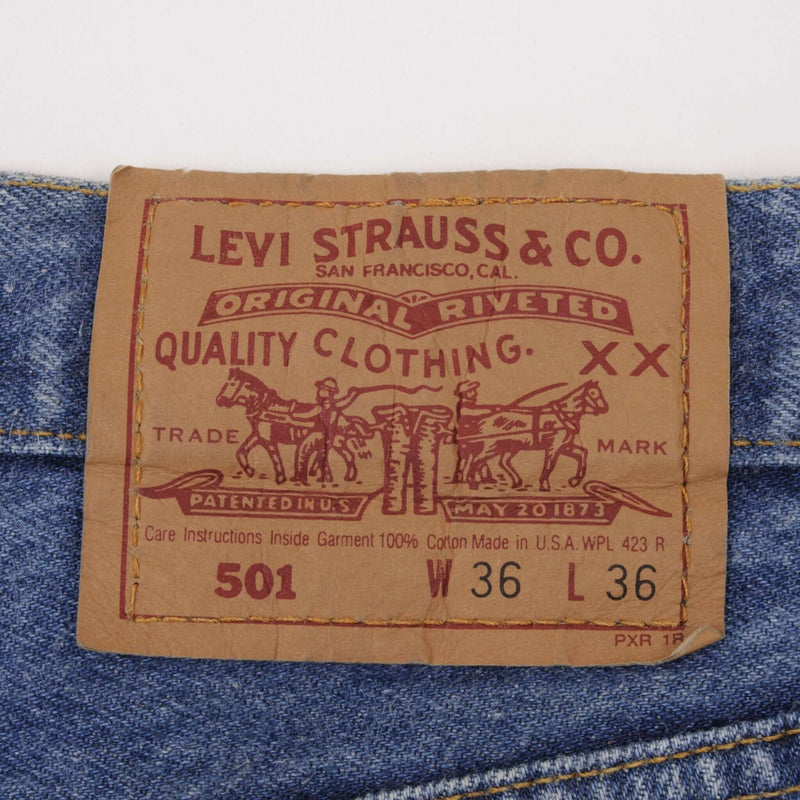 LEVI STRAUSS & CO.
SAN FRANCISCO, CAL.
ORIGINAL RIVETED
QUALITY CLOTHING. XX
TRADE MARK
PATENTED IN U.S MAY 20 1873
Care Instructions Inside Garment 100% Cotton Made in U.S.A. WPL 423 R
501 W 36 L 36
PXR 1R